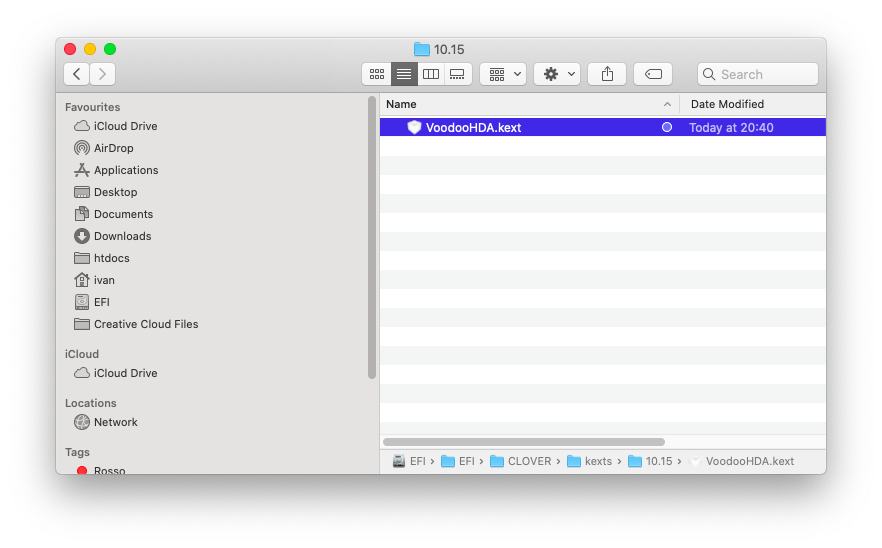 10.15
Search
Favourites
iCloud Drive
AirDrop
Applications
Desktop
Documents
Downloads
htdocs
ivan
EFI
Creative Cloud Files
iCloud
iCloud Drive
Locations
Network
Tags
Rosso
Name Date Modified
VoodooHDA.kext Today at 20:40
EFI › EFI › CLOVER › kexts › 10.15 › VoodooHDA.kext